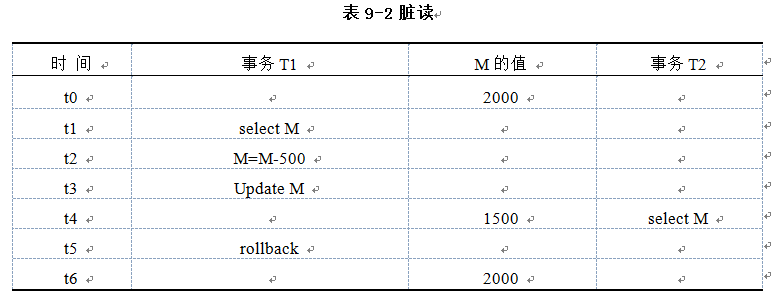 表 9-2 脏读
时 间 事务 T1 M 的值 事务 T2
t0 2000
t1 select M
t2 M=M-500
t3 Update M
t4 1500 select M
t5 rollback
t6 2000